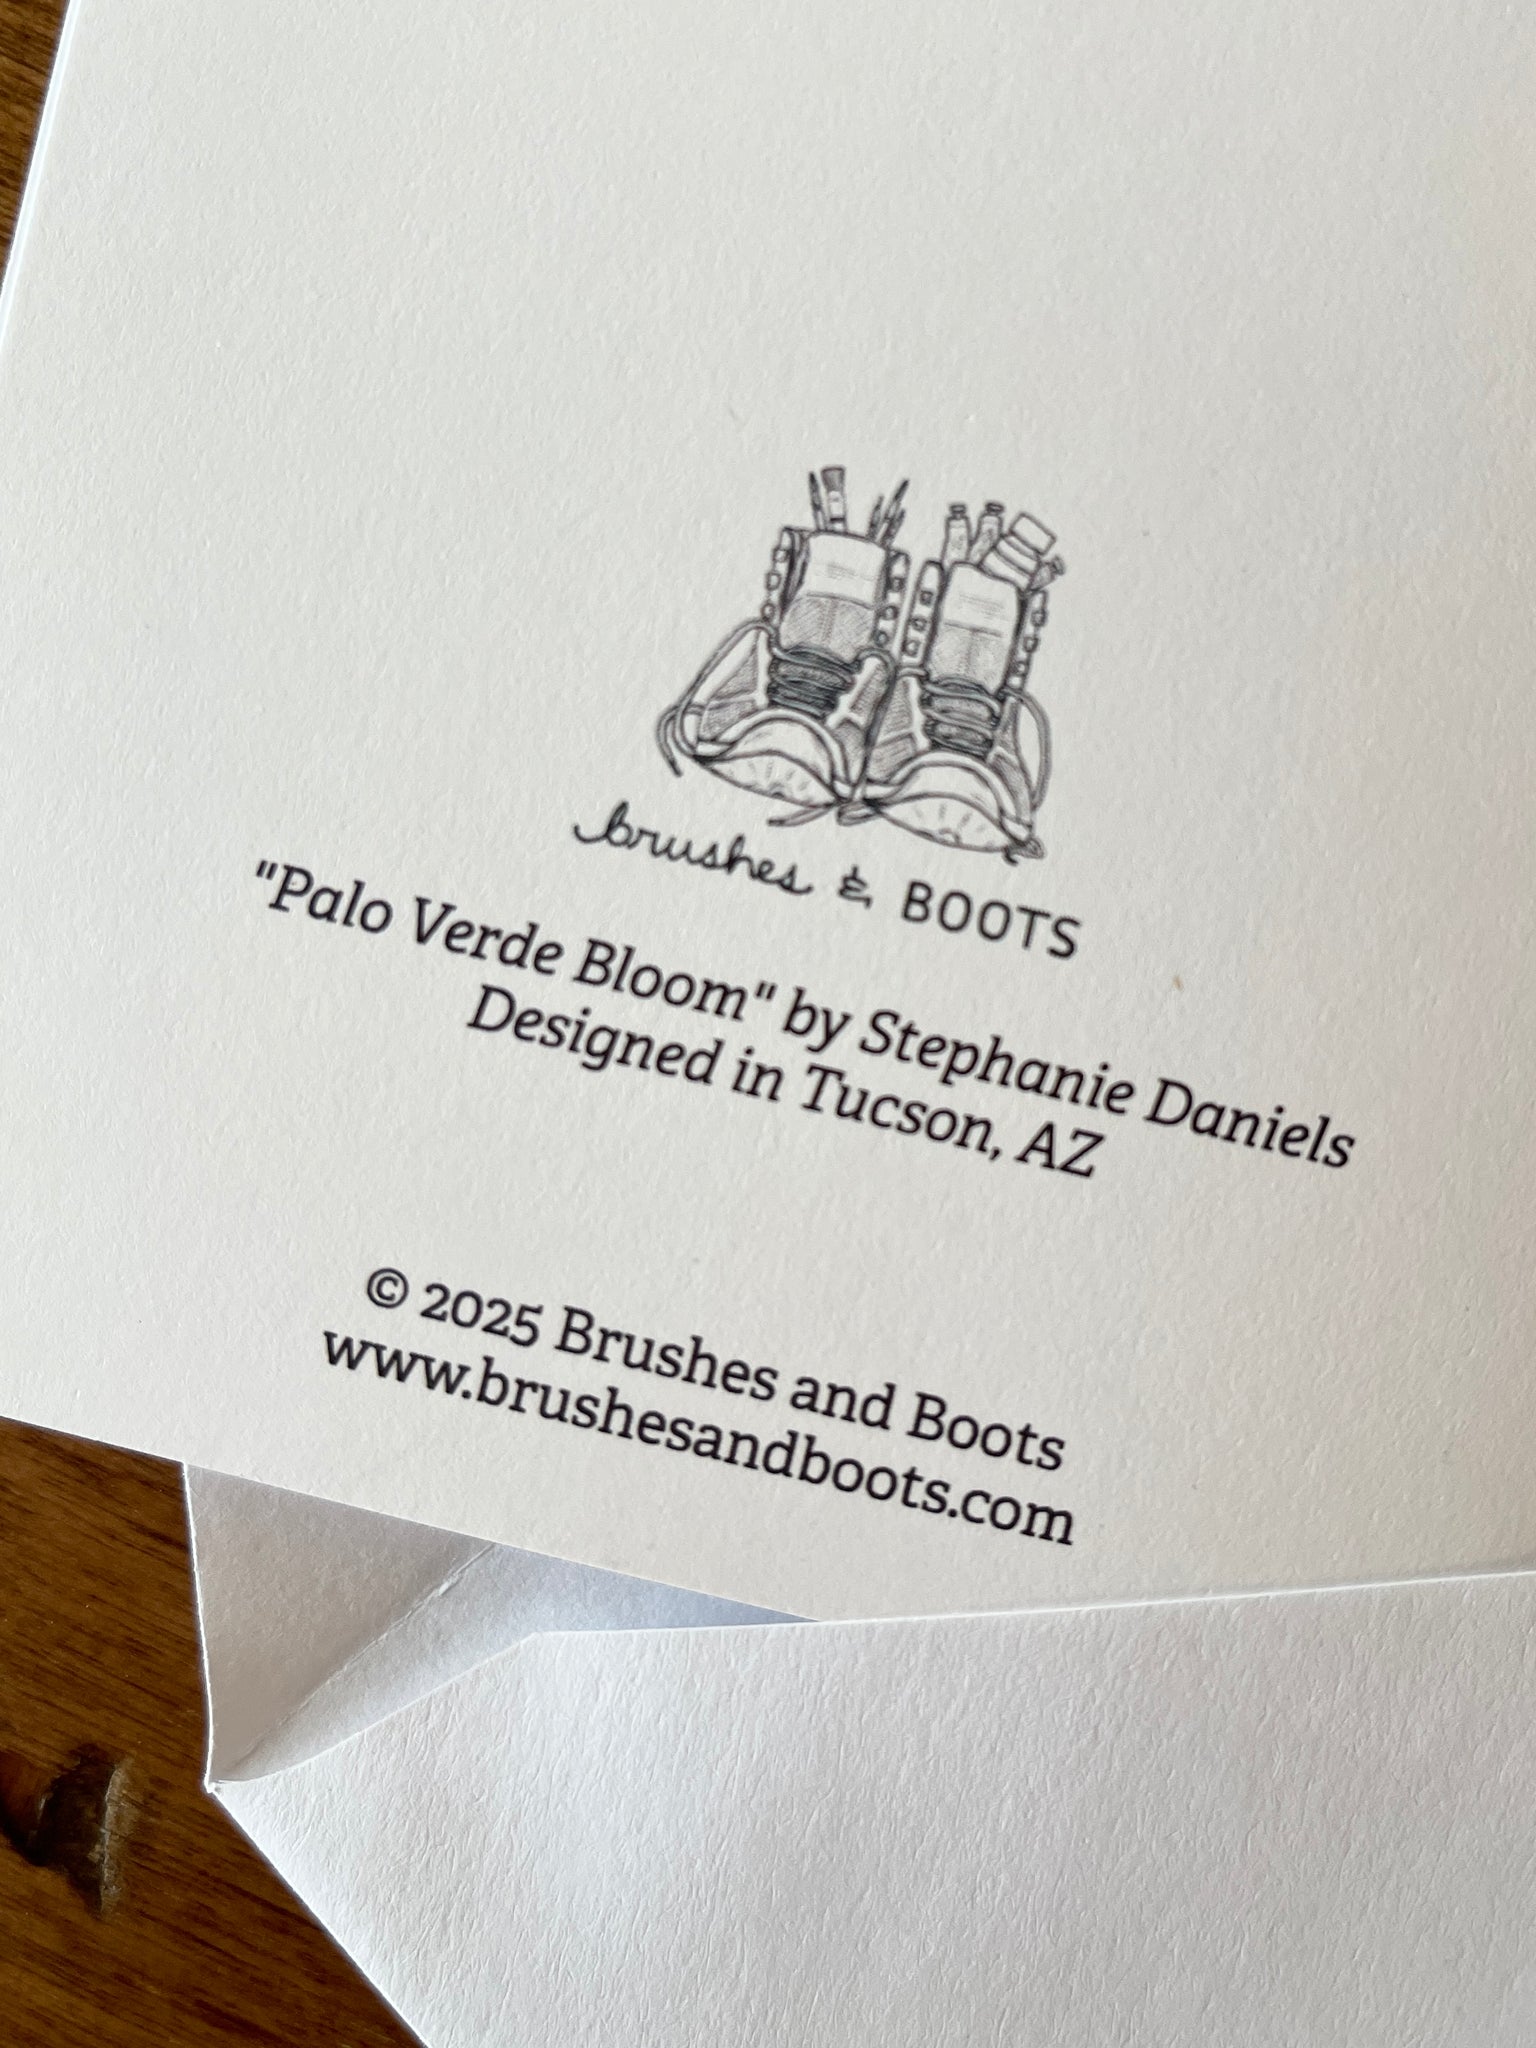 brushes & BOOTS
"Palo Verde Bloom" by Stephanie Daniels
Designed in Tucson, AZ
© 2025 Brushes and Boots
www.brushesandboots.com